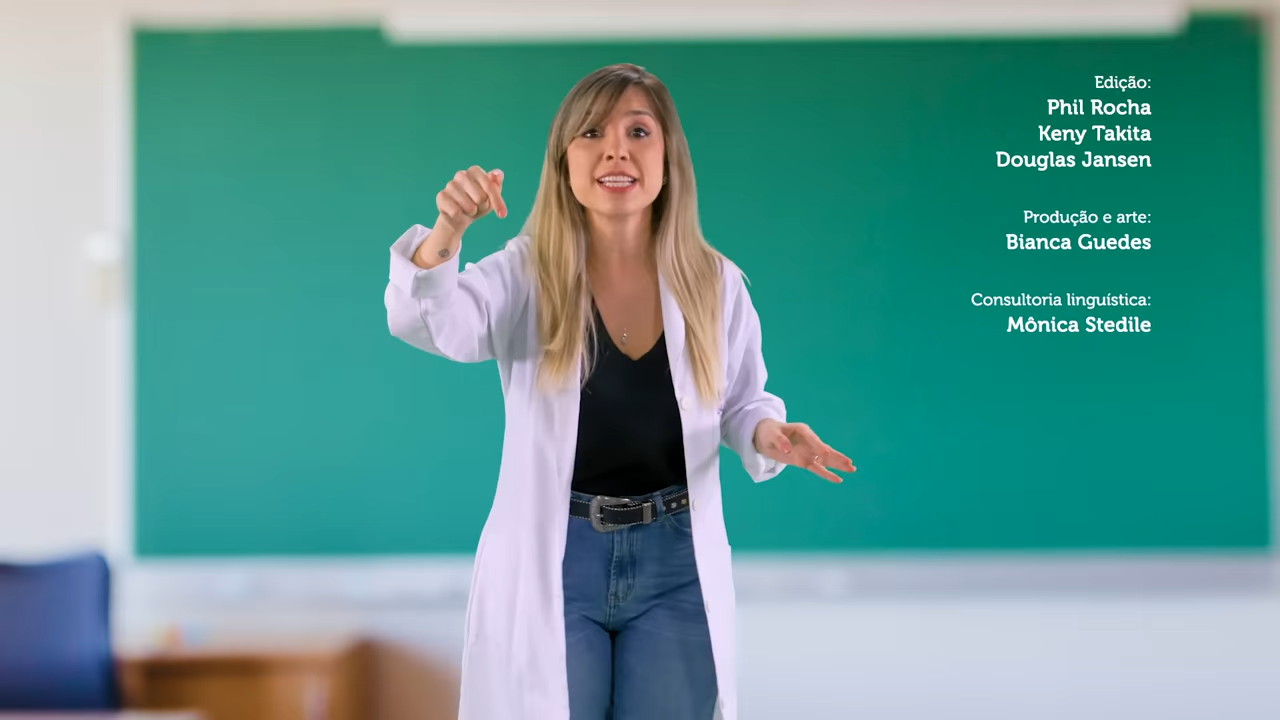 Edição:
Phil Rocha
Keny Takita
Douglas Jansen
Produção e arte:
Bianca Guedes
Consultoria linguística:
Mônica Stedile